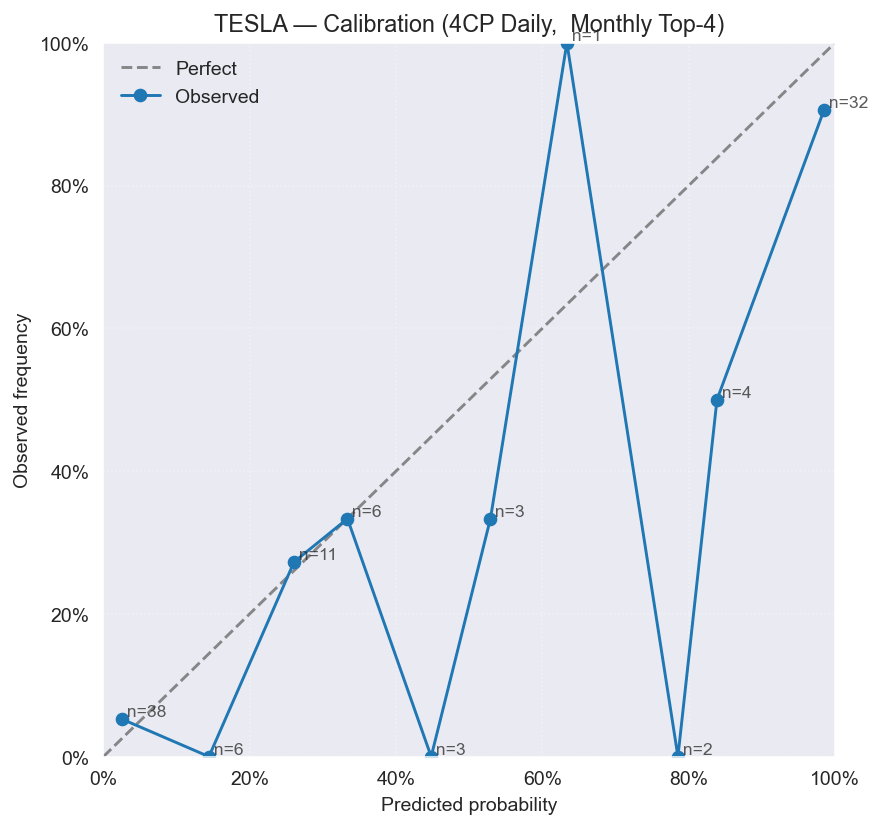 TESLA — Calibration (4CP Daily,  Monthly Top-4)
100%
80%
60%
40%
20%
0%
Observed frequency
Perfect
Observed
n=38
n=6
n=11
n=6
n=3
n=3
n=1
n=2
n=4
n=32
0%
20%
40%
60%
80%
100%
Predicted probability